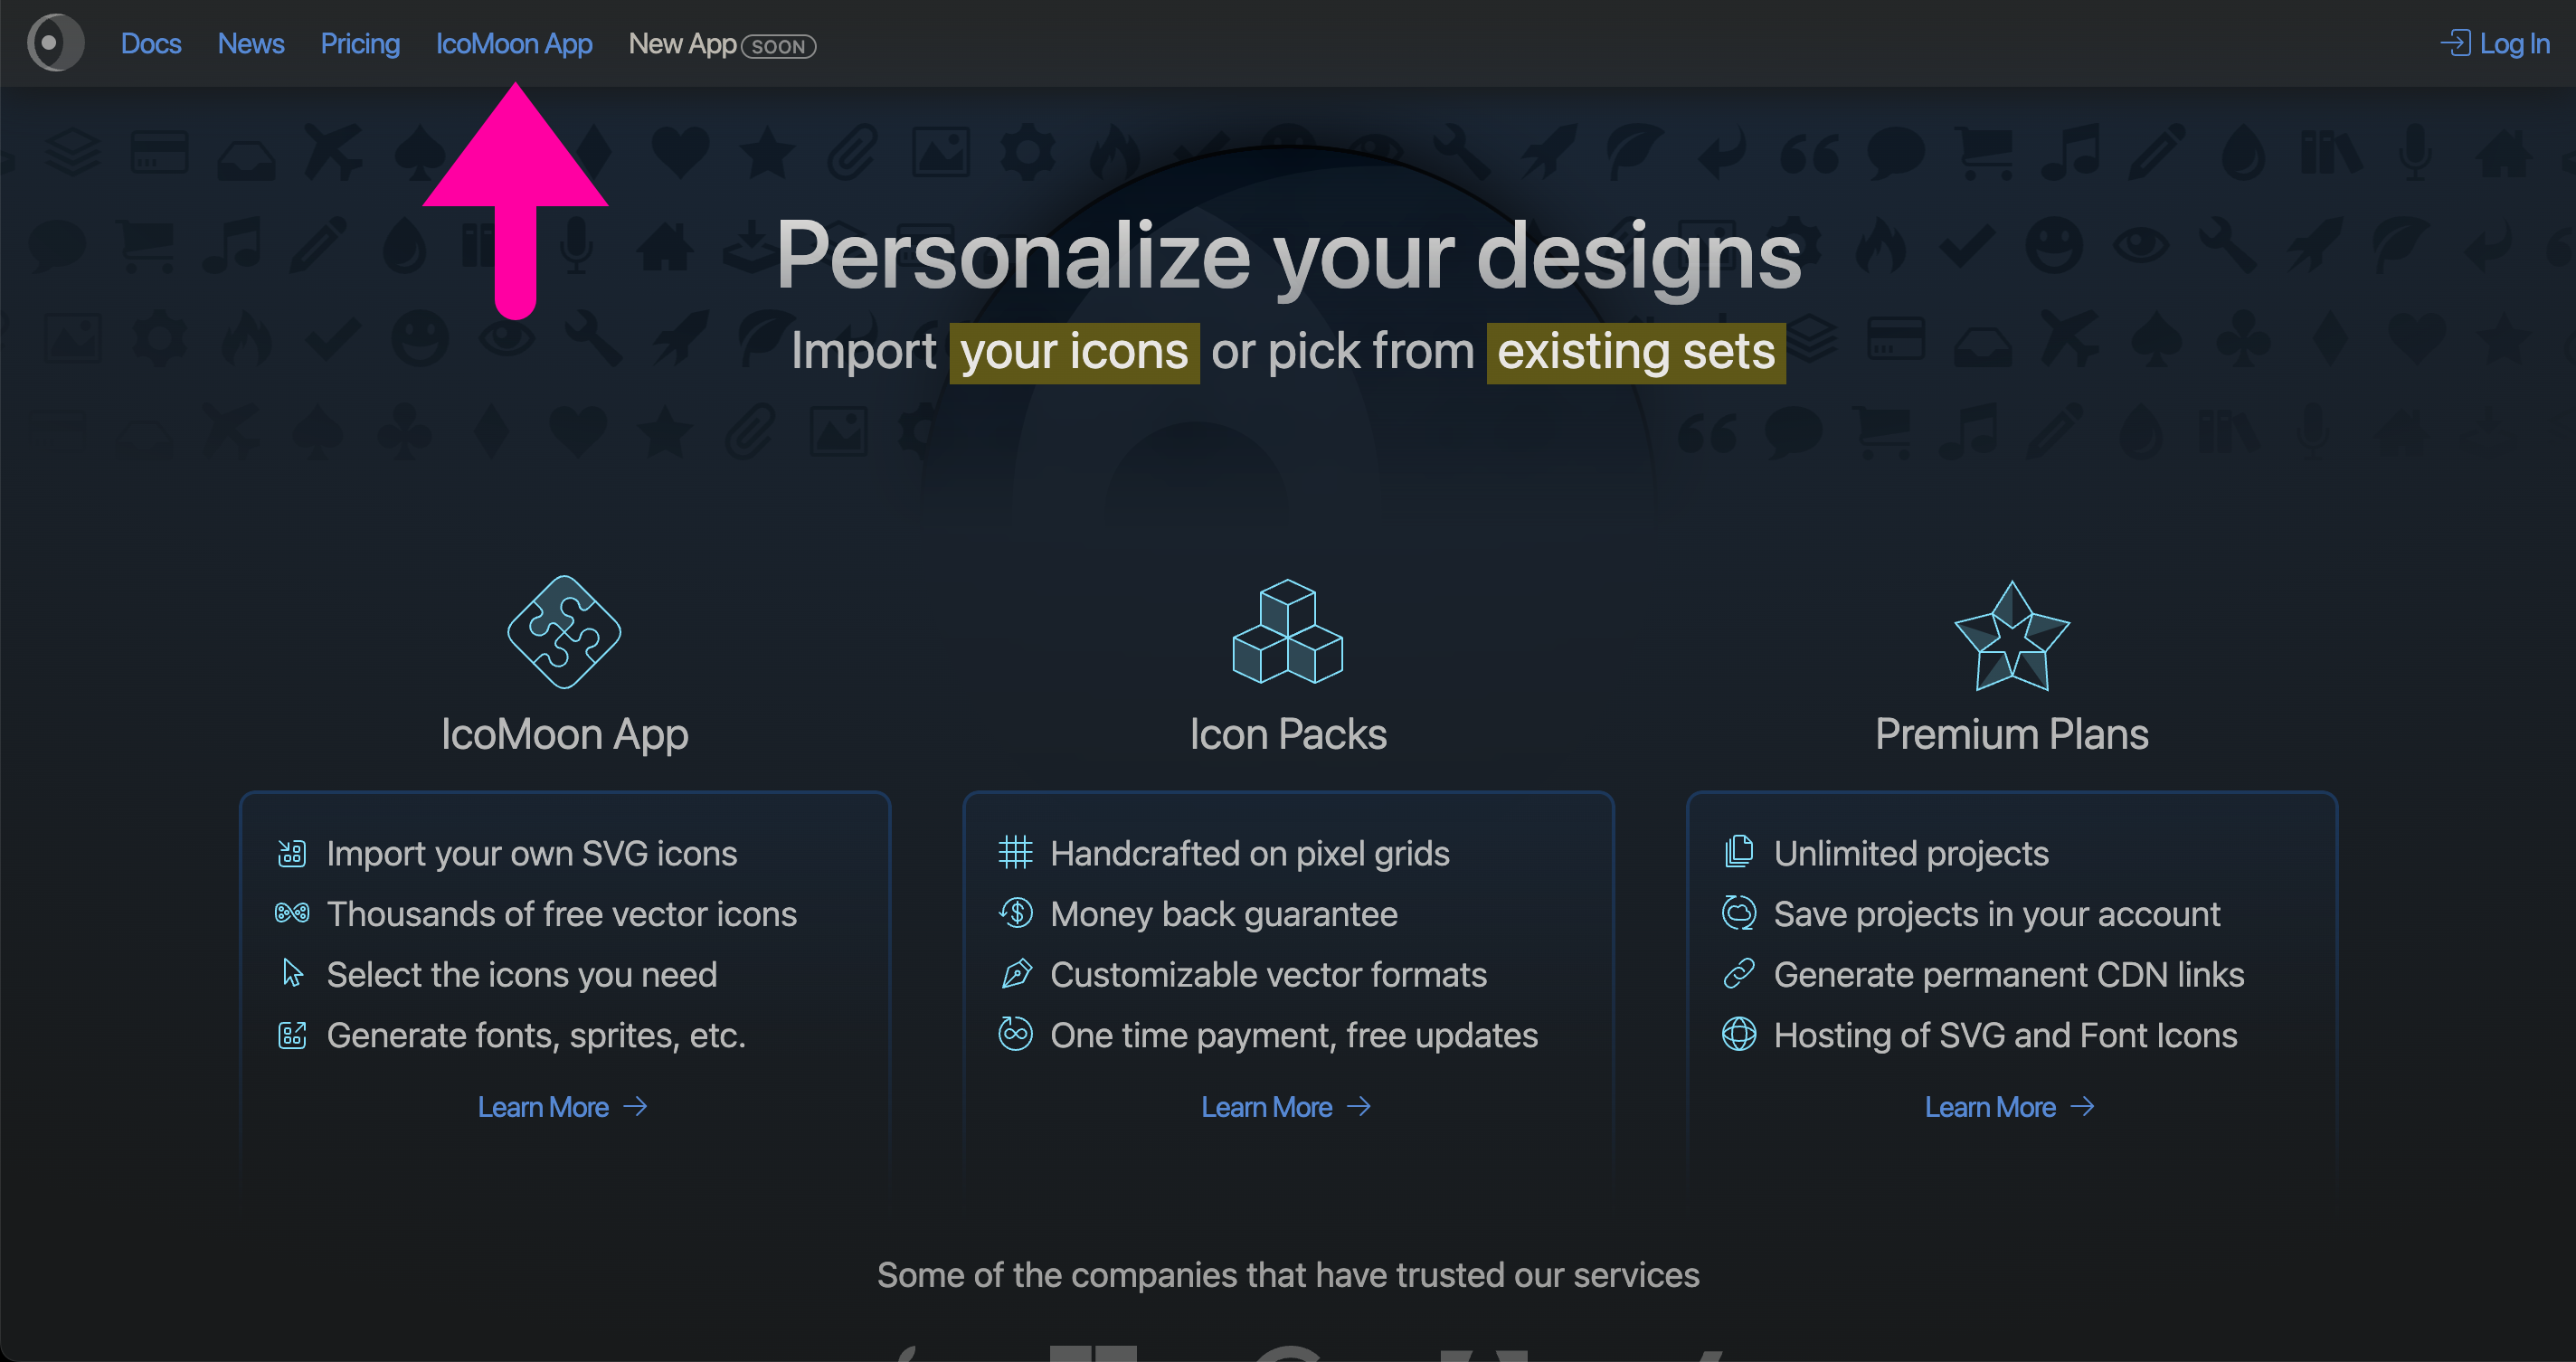 Docs News Pricing IcoMoon App New App SOON Log In
Personalize your designs
Import your icons or pick from existing sets
IcoMoon App
Import your own SVG icons
Thousands of free vector icons
Select the icons you need
Generate fonts, sprites, etc.
Learn More →
Icon Packs
Handcrafted on pixel grids
Money back guarantee
Customizable vector formats
One time payment, free updates
Learn More →
Premium Plans
Unlimited projects
Save projects in your account
Generate permanent CDN links
Hosting of SVG and Font Icons
Learn More →
Some of the companies that have trusted our services